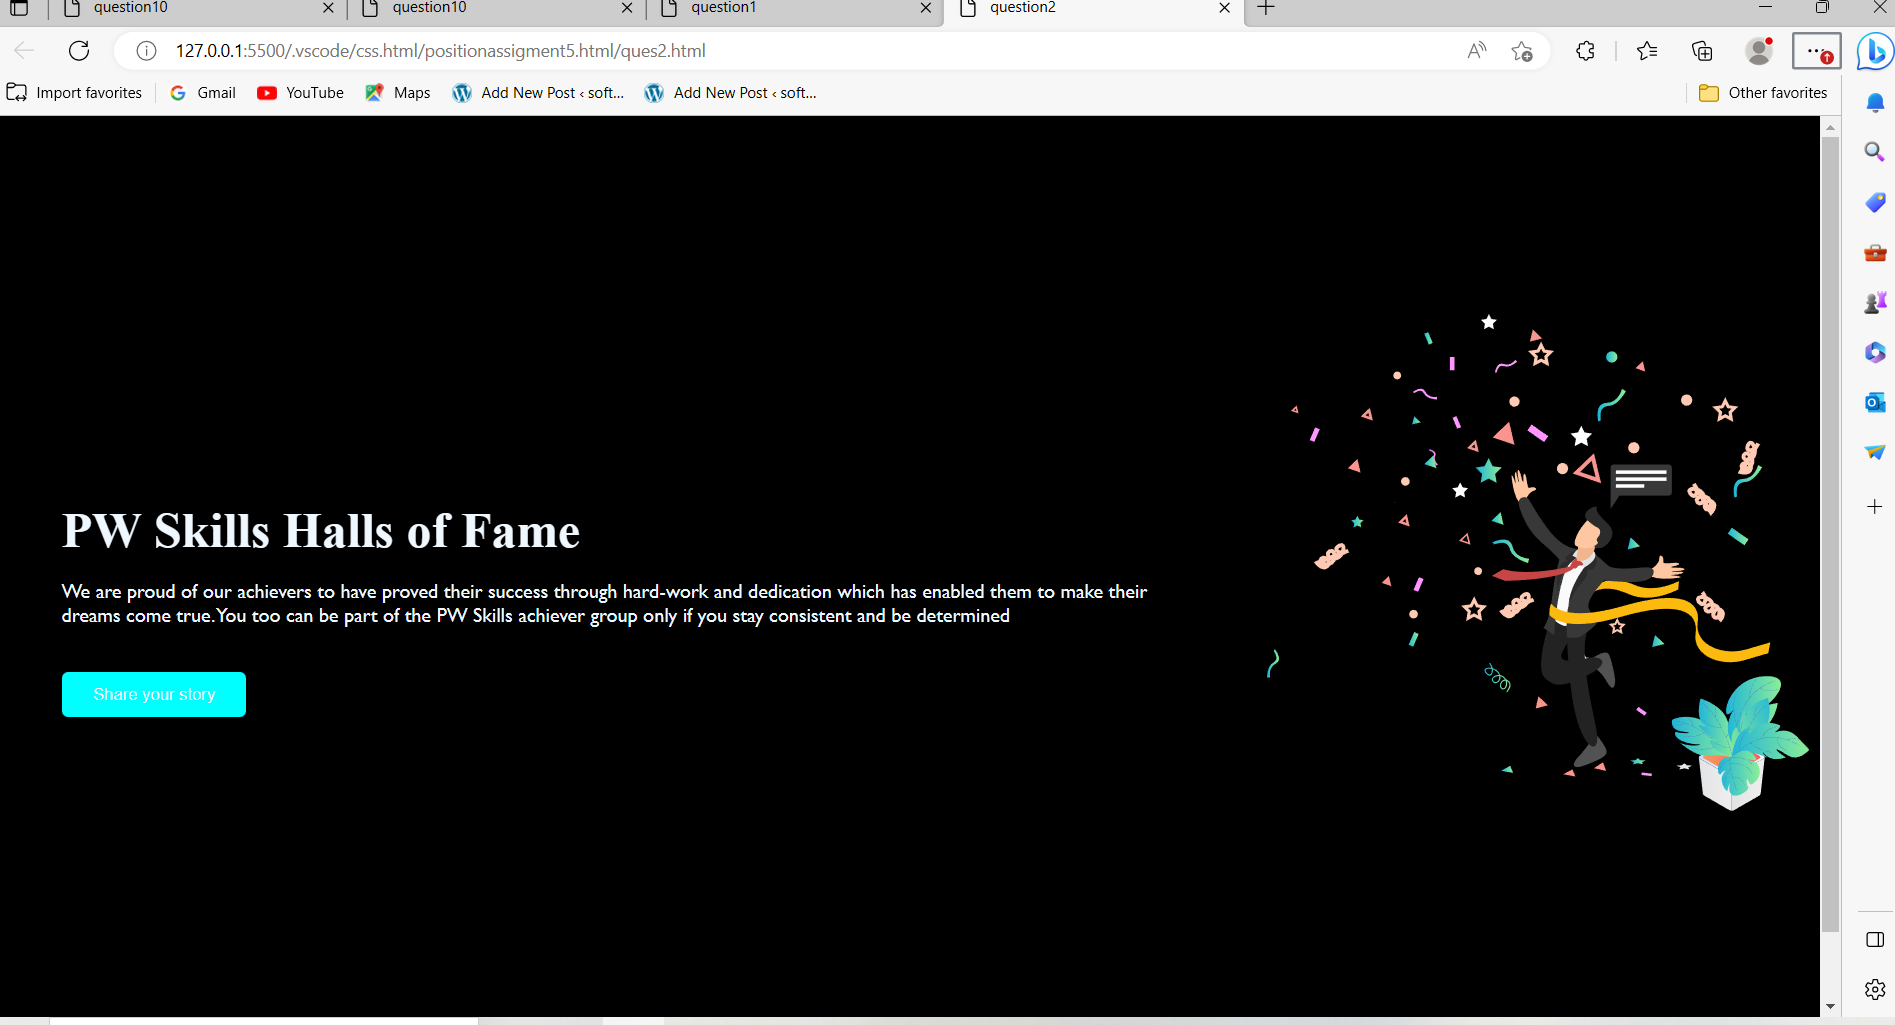 question10
question10
question1
question2
127.0.0.1:5500/.vscode/css.html/positionassigment5.html/ques2.html
Import favorites
Gmail
YouTube
Maps
Add New Post ‹ soft...
Add New Post ‹ soft...
Other favorites
PW Skills Halls of Fame
We are proud of our achievers to have proved their success through hard-work and dedication which has enabled them to make their
dreams come true.You too can be part of the PW Skills achiever group only if you stay consistent and be determined
Share your story